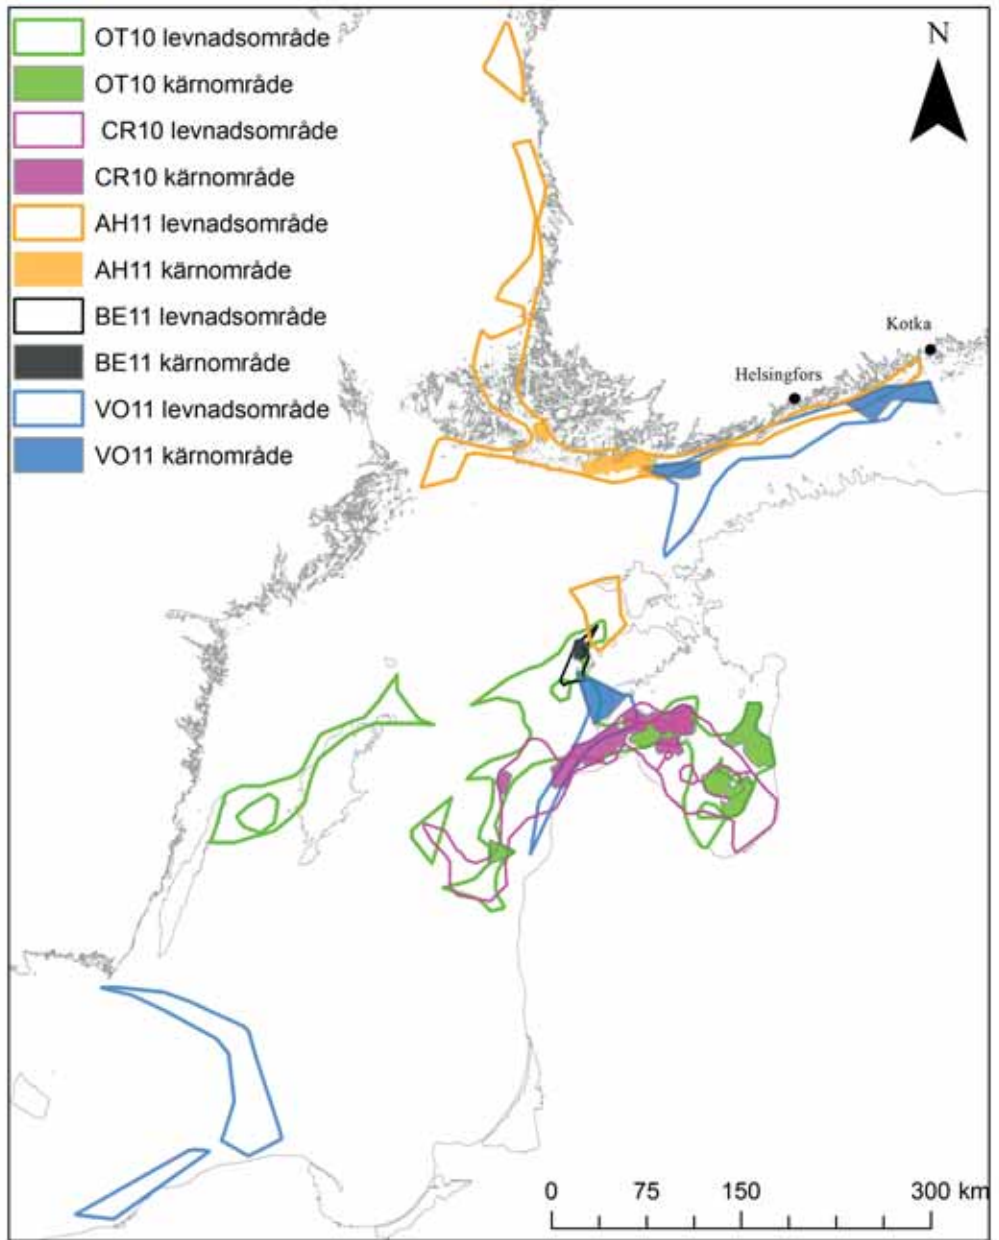 OT10 levnadsområde
OT10 kärnområde
CR10 levnadsområde
CR10 kärnområde
AH11 levnadsområde
AH11 kärnområde
BE11 levnadsområde
BE11 kärnområde
VO11 levnadsområde
VO11 kärnområde
N
Kotka
Helsingfors
0 75 150 300 km